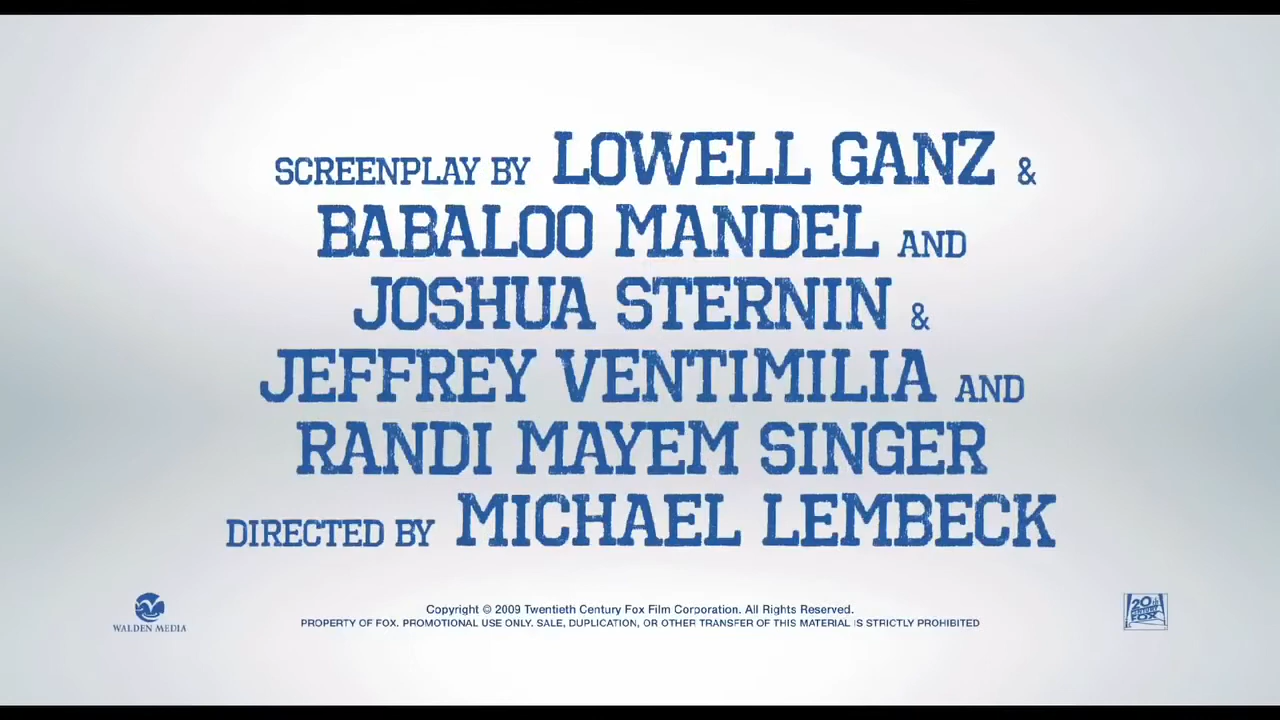 SCREENPLAY BY LOWELL GANZ &
BABALOO MANDEL AND
JOSHUA STERNIN &
JEFFREY VENTIMILIA AND
RANDI MAYEM SINGER
DIRECTED BY MICHAEL LEMBECK
WALDEN MEDIA
Copyright © 2009 Twentieth Century Fox Film Corporation. All Rights Reserved.
PROPERTY OF FOX. PROMOTIONAL USE ONLY. SALE, DUPLICATION, OR OTHER TRANSFER OF THIS MATERIAL IS STRICTLY PROHIBITED
20th
CENTURY
FOX